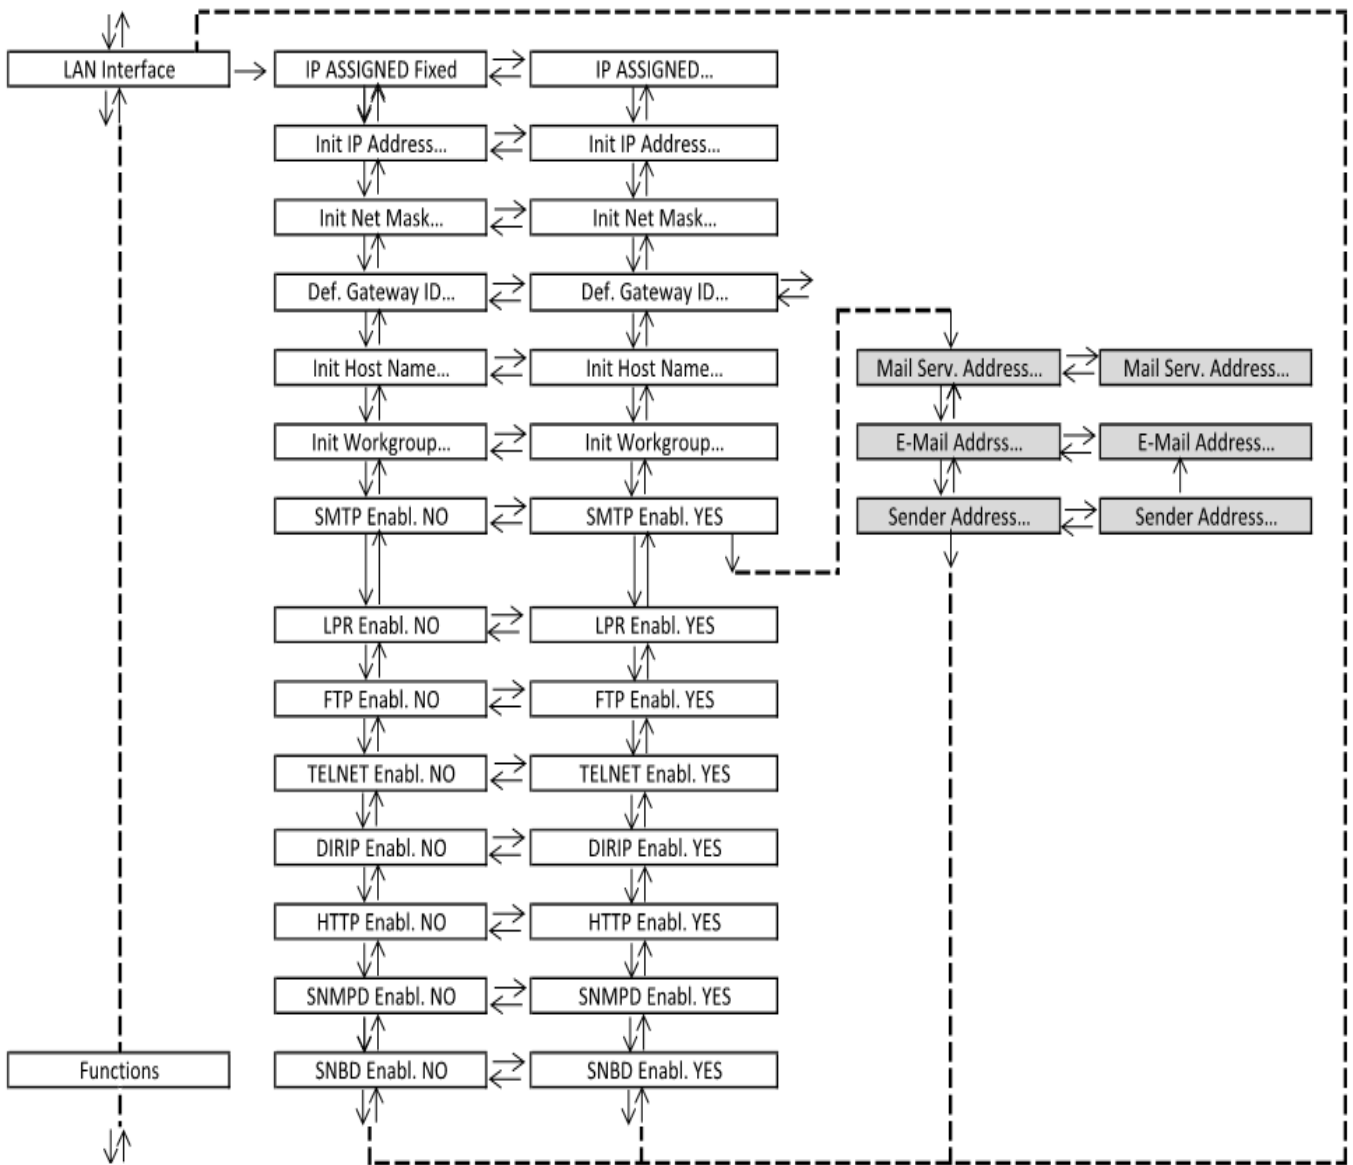 LAN Interface
IP ASSIGNED Fixed
IP ASSIGNED...
Init IP Address...
Init IP Address...
Init Net Mask...
Init Net Mask...
Def. Gateway ID...
Def. Gateway ID...
Init Host Name...
Init Host Name...
Mail Serv. Address...
Mail Serv. Address...
Init Workgroup...
Init Workgroup...
E-Mail Addrss...
E-Mail Address...
SMTP Enabl. NO
SMTP Enabl. YES
Sender Address...
Sender Address...
LPR Enabl. NO
LPR Enabl. YES
FTP Enabl. NO
FTP Enabl. YES
TELNET Enabl. NO
TELNET Enabl. YES
DIRIP Enabl. NO
DIRIP Enabl. YES
HTTP Enabl. NO
HTTP Enabl. YES
SNMPD Enabl. NO
SNMPD Enabl. YES
Functions
SNBD Enabl. NO
SNBD Enabl. YES